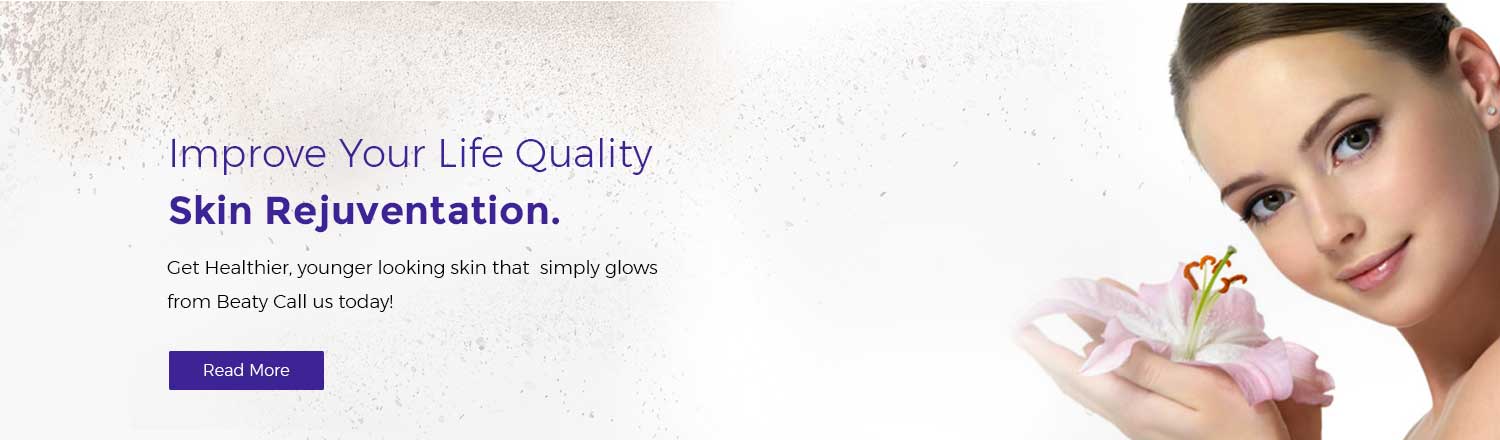 Improve Your Life Quality
Skin Rejuventation.
Get Healthier, younger looking skin that  simply glows
from Beaty Call us today!
Read More